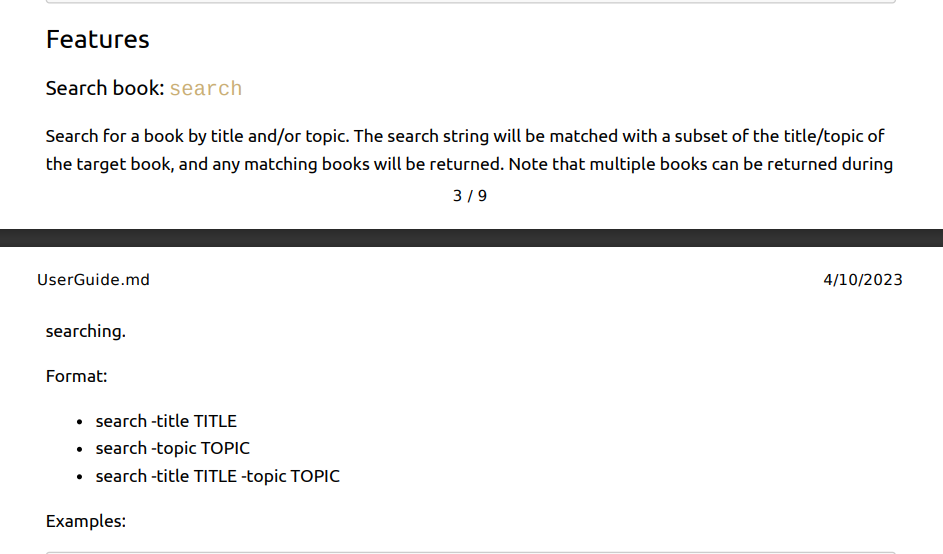 Features
Search book: search
Search for a book by title and/or topic. The search string will be matched with a subset of the title/topic of
the target book, and any matching books will be returned. Note that multiple books can be returned during
3 / 9
UserGuide.md 4/10/2023
searching.
Format:
• search -title TITLE
• search -topic TOPIC
• search -title TITLE -topic TOPIC
Examples: